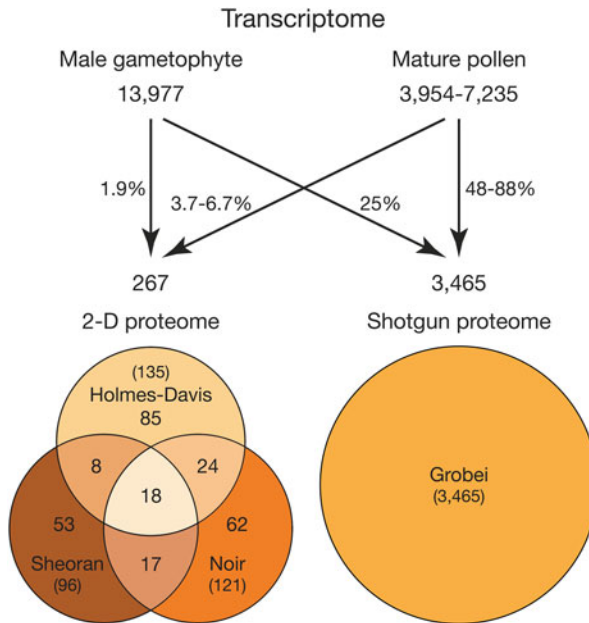 Transcriptome
Male gametophyte
Mature pollen
13,977
3,954-7,235
1.9%
3.7-6.7%
25%
48-88%
267
3,465
2-D proteome
Shotgun proteome
(135)
Holmes-Davis
85
8
24
18
53
62
17
Sheoran
(96)
Noir
(121)
Grobei
(3,465)